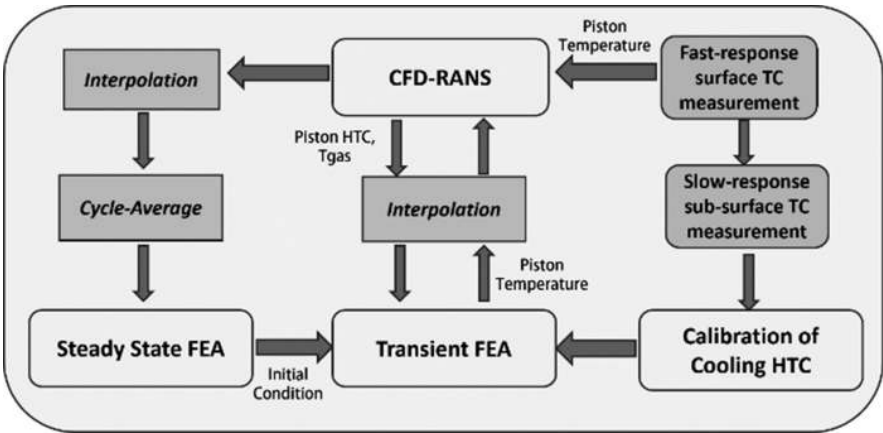 Piston
Temperature
Interpolation
CFD-RANS
Fast-response
surface TC
measurement
Piston HTC,
Tgas
Cycle-Average
Interpolation
Slow-response
sub-surface TC
measurement
Piston
Temperature
Steady State FEA
Initial
Condition
Transient FEA
Calibration of
Cooling HTC